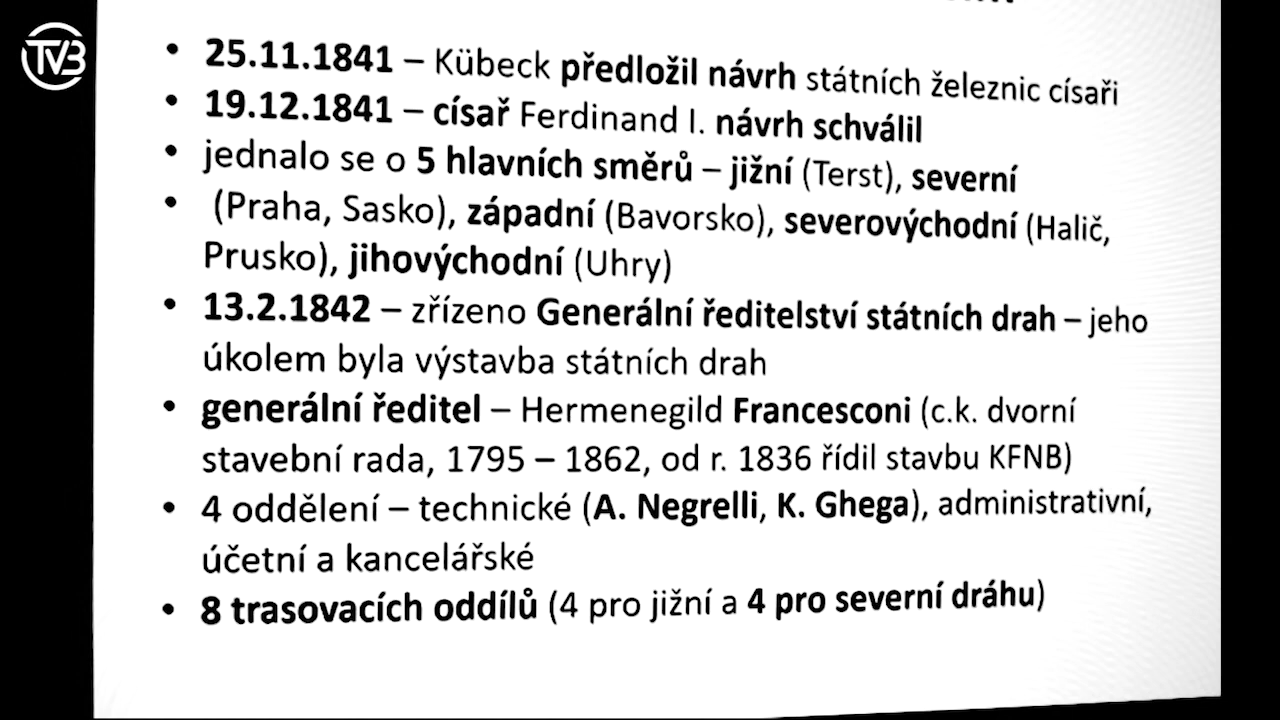 TVB
• 25.11.1841 – Kübeck předložil návrh státních železnic císaři
• 19.12.1841 – císař Ferdinand I. návrh schválil
• jednalo se o 5 hlavních směrů – jižní (Terst), severní
• (Praha, Sasko), západní (Bavorsko), severovýchodní (Halič,
Prusko), jihovýchodní (Uhry)
• 13.2.1842 – zřízeno Generální ředitelství státních drah – jeho
úkolem byla výstavba státních drah
• generální ředitel – Hermenegild Francesconi (c.k. dvorní
stavební rada, 1795 – 1862, od r. 1836 řídil stavbu KFNB)
• 4 oddělení – technické (A. Negrelli, K. Ghega), administrativní,
účetní a kancelářské
• 8 trasovacích oddílů (4 pro jižní a 4 pro severní dráhu)